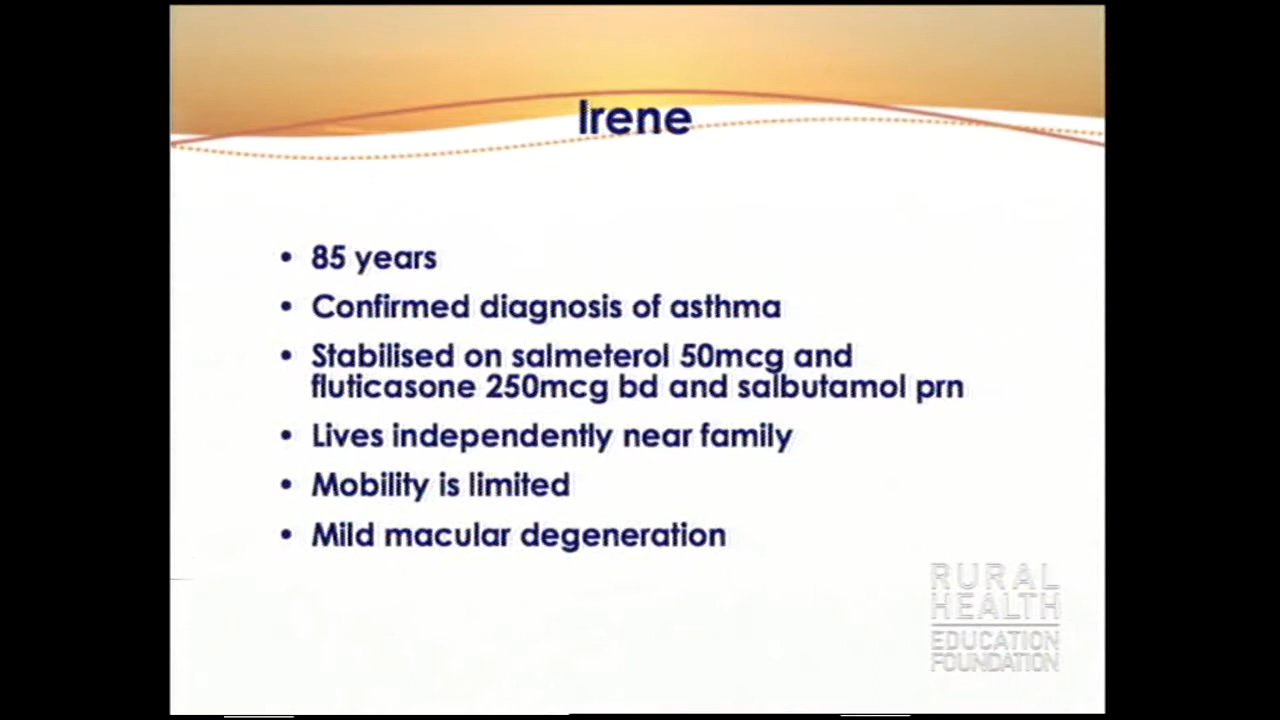 Irene
• 85 years
• Confirmed diagnosis of asthma
• Stabilised on salmeterol 50mcg and
fluticasone 250mcg bd and salbutamol prn
• Lives independently near family
• Mobility is limited
• Mild macular degeneration
RURAL
HEALTH
EDUCATION
FOUNDATION